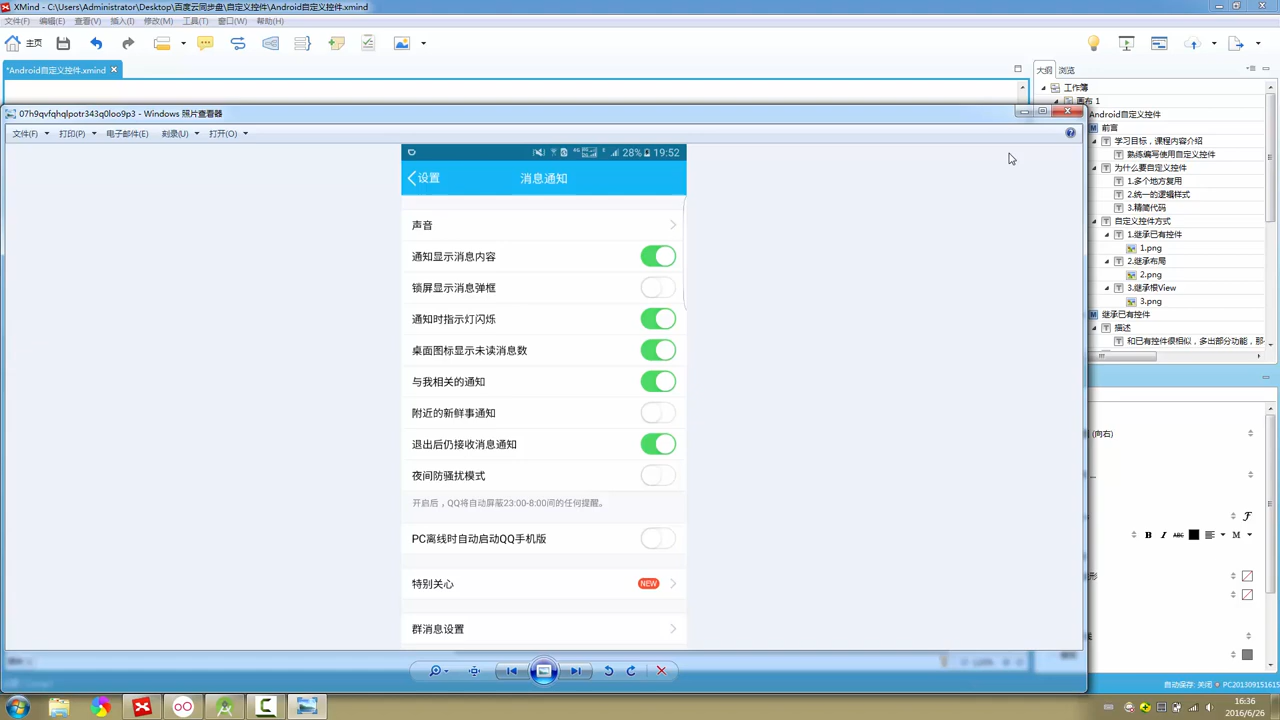 XMind - C:\Users\Administrator\Desktop\百度云同步盘\自定义控件\Android自定义控件.xmind
文件(F) 编辑(E) 查看(V) 插入(I) 修改(M) 工具(T) 窗口(W) 帮助(H)
主页
*Android自定义控件.xmind
大纲 浏览
工作簿
画布 1
07h9qvfqhqlpotr343q0loo9p3 - Windows 照片查看器
文件(F) 打印(P) 电子邮件(E) 刻录(U) 打开(O)
Android自定义控件
前言
学习目标，课程内容介绍
熟练编写使用自定义控件
为什么要自定义控件
1.多个地方复用
2.统一的逻辑样式
3.精简代码
自定义控件方式
1.继承已有控件
1.png
2.继承布局
2.png
3.继承根View
3.png
继承已有控件
描述
和已有控件很相似，多出部分功能，那
28% 19:52
设置 消息通知
声音
通知显示消息内容
锁屏显示消息弹框
通知时指示灯闪烁
桌面图标显示未读消息数
与我相关的通知
附近的新鲜事通知
退出后仍接收消息通知
夜间防骚扰模式
开启后，QQ将自动屏蔽23:00-8:00间的任何提醒。
PC离线时自动启动QQ手机版
特别关心 NEW
群消息设置
(向右)
B I ABC M
自动保存: 关闭 PC201309151615
16:36
2016/6/26